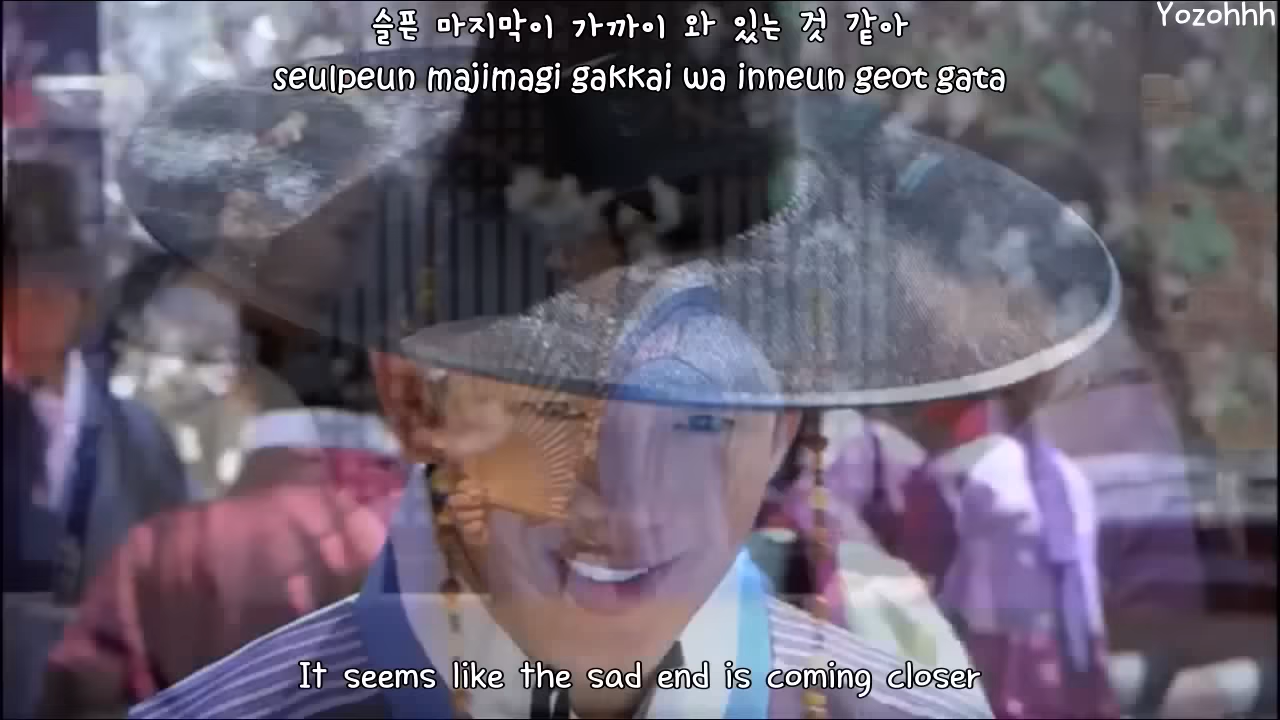 Yozohhh
슬픈 마지막이 가까이 와 있는 것 같아
seulpeun majimagi gakkai wa inneun geot gata
It seems like the sad end is coming closer